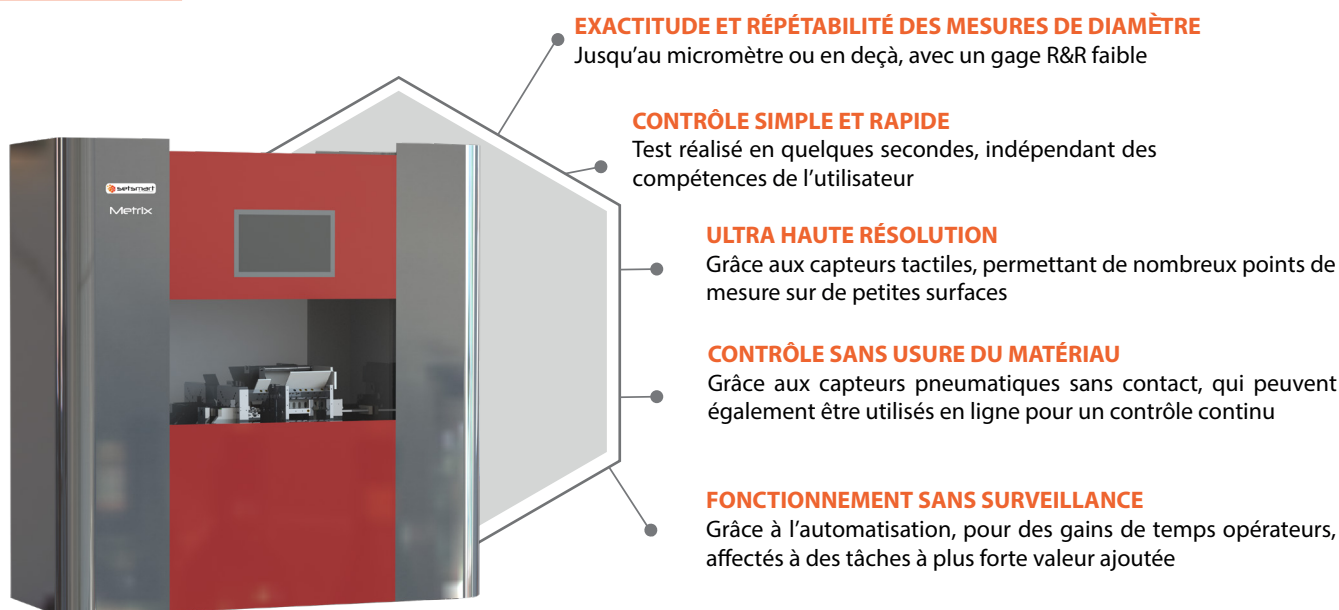 EXACTITUDE ET RÉPÉTABILITÉ DES MESURES DE DIAMÈTRE
Jusqu'au micromètre ou en deçà, avec un gage R&R faible
CONTRÔLE SIMPLE ET RAPIDE
Test réalisé en quelques secondes, indépendant des
compétences de l'utilisateur
setsmart
Metrix
ULTRA HAUTE RÉSOLUTION
Grâce aux capteurs tactiles, permettant de nombreux points de
mesure sur de petites surfaces
CONTRÔLE SANS USURE DU MATÉRIAU
Grâce aux capteurs pneumatiques sans contact, qui peuvent
également être utilisés en ligne pour un contrôle continu
FONCTIONNEMENT SANS SURVEILLANCE
Grâce à l'automatisation, pour des gains de temps opérateurs,
affectés à des tâches à plus forte valeur ajoutée